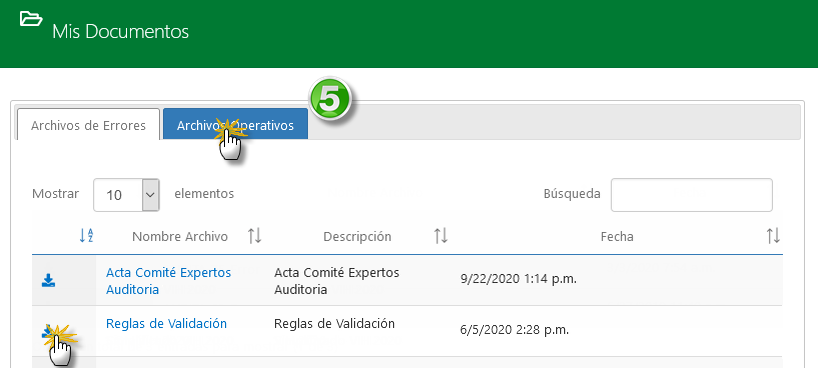 Mis Documentos
5
Archivos de Errores Archivos Operativos
Mostrar 10 elementos Búsqueda
Nombre Archivo Descripción Fecha
Acta Comité Expertos Acta Comité Expertos
Auditoria Auditoria 9/22/2020 1:14 p.m.
Reglas de Validación Reglas de Validación 6/5/2020 2:28 p.m.